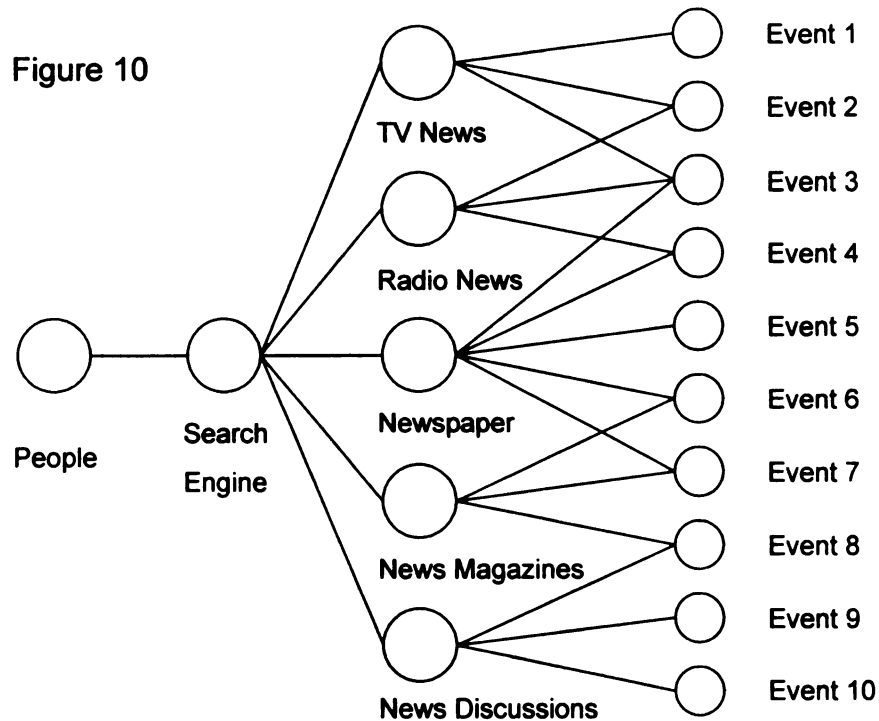 Figure 10
People
Search
Engine
TV News
Radio News
Newspaper
News Magazines
News Discussions
Event 1
Event 2
Event 3
Event 4
Event 5
Event 6
Event 7
Event 8
Event 9
Event 10